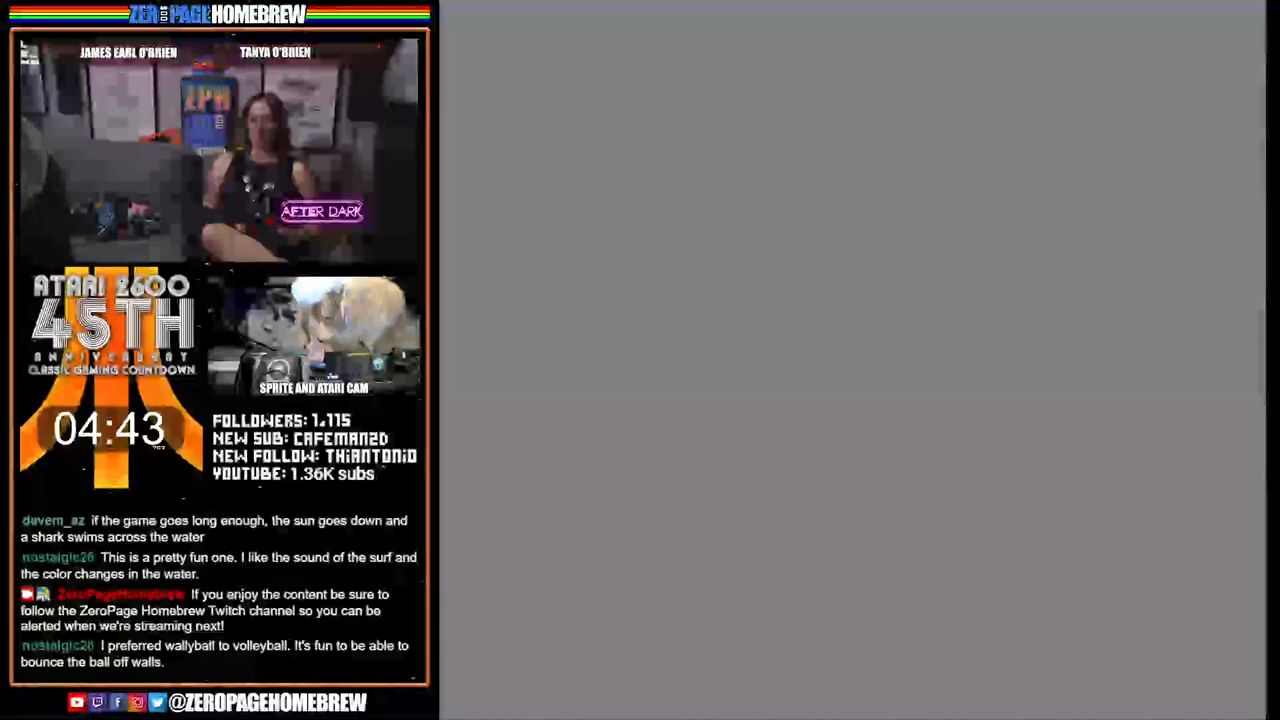 ZEROPAGEHOMEBREW
JAMES EARL O'BRIEN
TANYA O'BRIEN
ZPH
AFTER DARK
ATARI 2600
45TH
ANNIVERSARY
CLASSIC GAMING COUNTDOWN
04:43
SPRITE AND ATARI CAM
FOLLOWERS: 1,115
NEW SUB: CAFEMAN2D
NEW FOLLOW: THIANTONIO
YOUTUBE: 1.36K subs
davem_az if the game goes long enough, the sun goes down and
a shark swims across the water
nostalgic26 This is a pretty fun one. I like the sound of the surf and
the color changes in the water.
ZeroPageHomebrew If you enjoy the content be sure to
follow the ZeroPage Homebrew Twitch channel so you can be
alerted when we're streaming next!
nostalgic26 I preferred wallyball to volleyball. It's fun to be able to
bounce the ball off walls.
@ZEROPAGEHOMEBREW